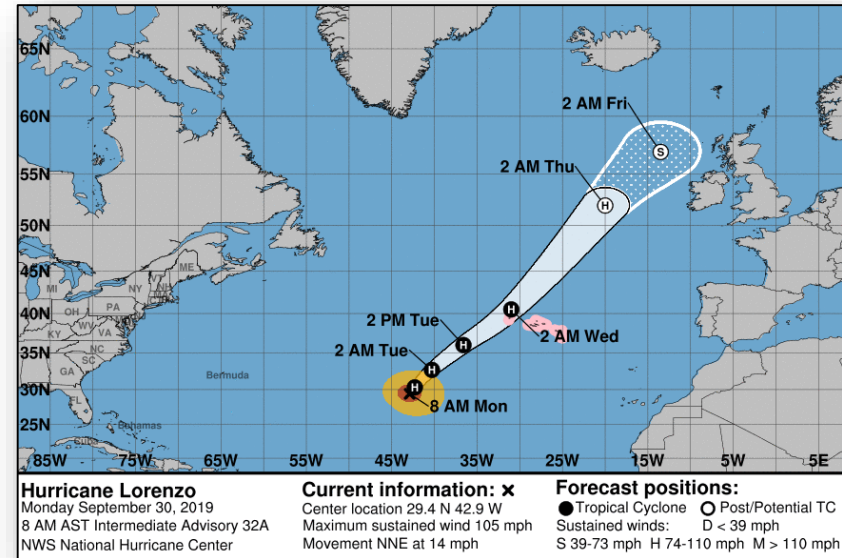 65N
60N
2 AM Fri
S
55N
2 AM Thu
H
50N
ME
45N
MI
NY
VT
NH
MA
40N
OH
PA
H
2 PM Tue
2 AM Wed
WV
KY
VA
H
35N
NC
2 AM Tue
SC
H
GA
Bermuda
30N
H
8 AM Mon
FL
25N
Bahamas
Cuba
85W 75W 65W 55W 45W 35W 25W 15W 5E
Hurricane Lorenzo
Monday September 30, 2019
8 AM AST Intermediate Advisory 32A
NWS National Hurricane Center
Current information: ×
Center location 29.4 N 42.9 W
Maximum sustained wind 105 mph
Movement NNE at 14 mph
Forecast positions:
Tropical Cyclone Post/Potential TC
Sustained winds: D < 39 mph
S 39-73 mph H 74-110 mph M > 110 mph